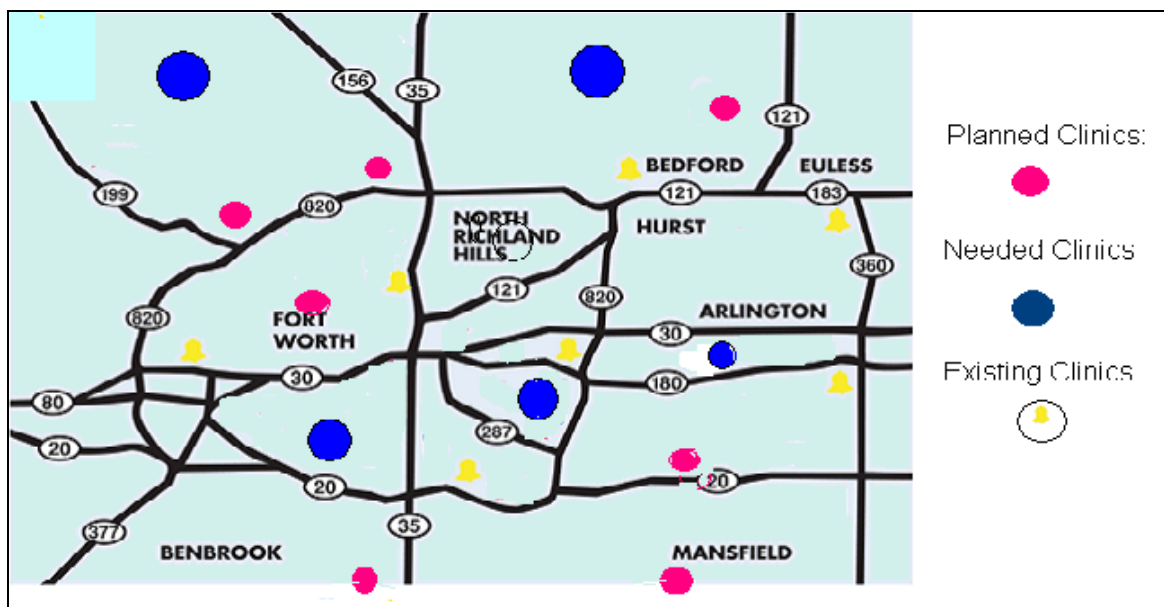 156
35
121
Planned Clinics:
BEDFORD
EULESS
199
820
121
183
NORTH
RICHLAND
HILLS
HURST
Needed Clinics
360
121
820
820
ARLINGTON
FORT
WORTH
30
30
180
Existing Clinics
80
287
20
20
20
35
377
BENBROOK
MANSFIELD